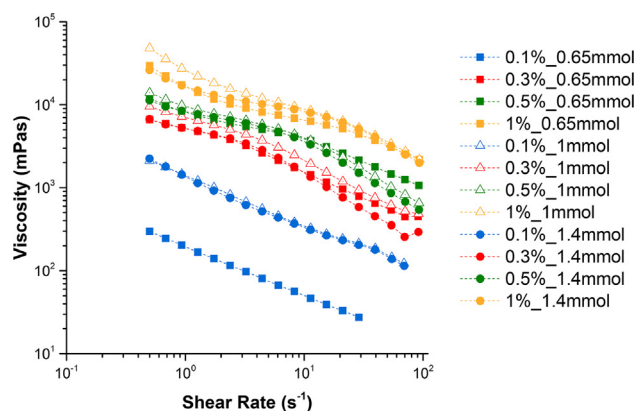 10⁵
10⁴
10³
10²
10¹
Viscosity (mPas)
10⁻¹ 10⁰ 10¹ 10²
Shear Rate (s⁻¹)
0.1%_0.65mmol
0.3%_0.65mmol
0.5%_0.65mmol
1%_0.65mmol
0.1%_1mmol
0.3%_1mmol
0.5%_1mmol
1%_1mmol
0.1%_1.4mmol
0.3%_1.4mmol
0.5%_1.4mmol
1%_1.4mmol